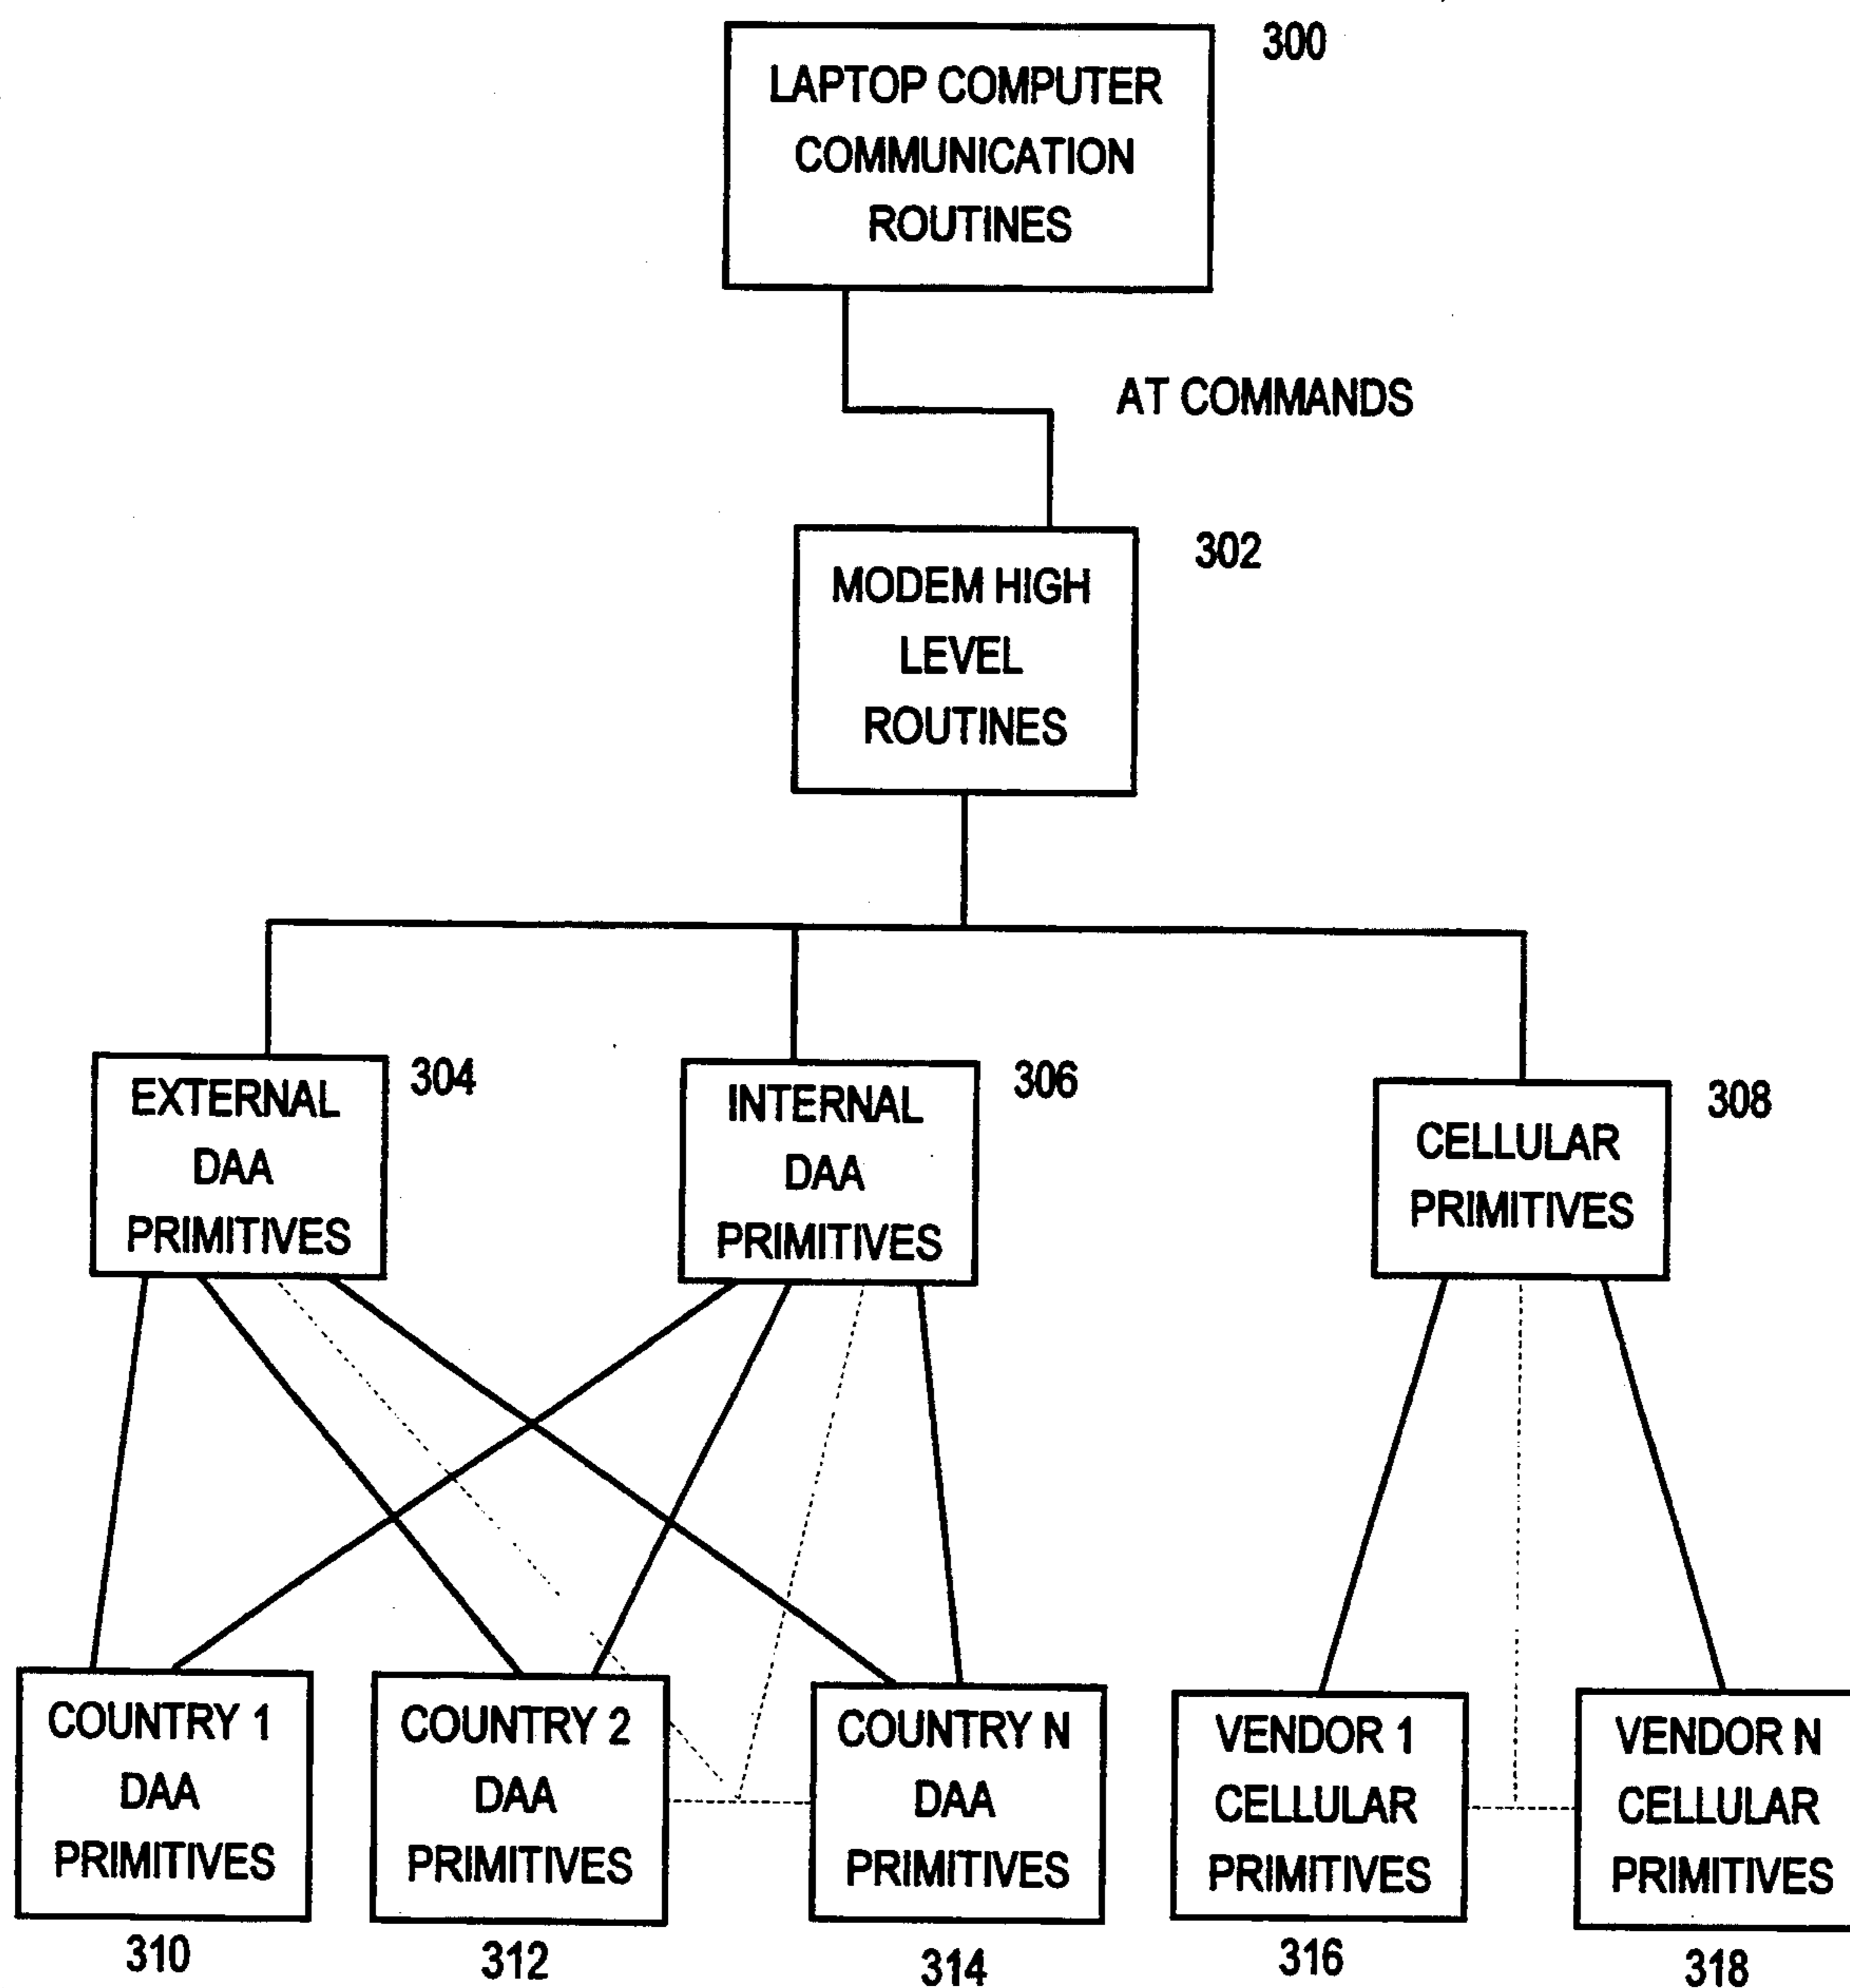 300
LAPTOP COMPUTER
COMMUNICATION
ROUTINES
AT COMMANDS
302
MODEM HIGH
LEVEL
ROUTINES
304
EXTERNAL
DAA
PRIMITIVES
306
INTERNAL
DAA
PRIMITIVES
308
CELLULAR
PRIMITIVES
COUNTRY 1
DAA
PRIMITIVES
310
COUNTRY 2
DAA
PRIMITIVES
312
COUNTRY N
DAA
PRIMITIVES
314
VENDOR 1
CELLULAR
PRIMITIVES
316
VENDOR N
CELLULAR
PRIMITIVES
318